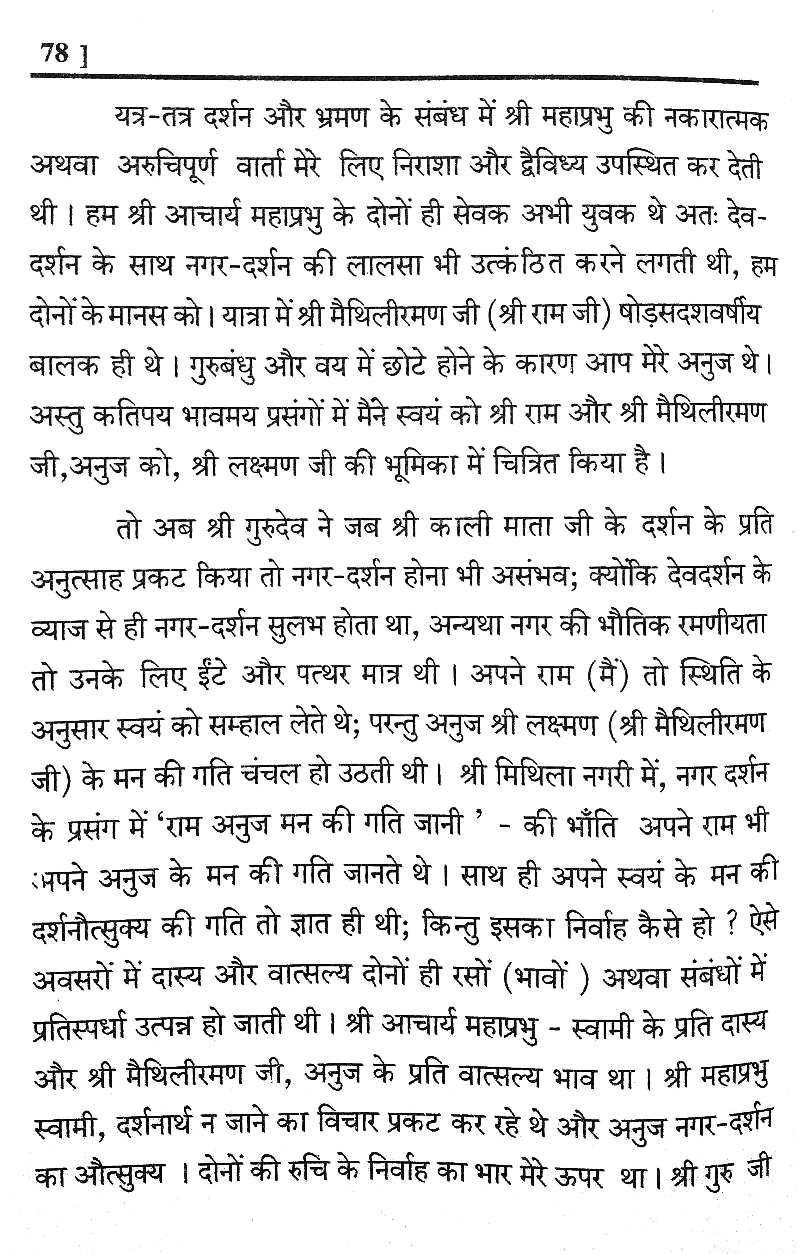 78 ]
यत्र-तत्र दर्शन और भ्रमण के संबंध में श्री महाप्रभु की नकारात्मक
अथवा अरुचिपूर्ण वार्ता मेरे लिए निराशा और द्वैविध्य उपस्थित कर देती
थी । हम श्री आचार्य महाप्रभु के दोनों ही सेवक अभी युवक थे अतः देव-
दर्शन के साथ नगर-दर्शन की लालसा भी उत्कंठित करने लगती थी, हम
दोनों के मानस को । यात्रा में श्री मैथिलीरमण जी (श्री राम जी) षोड़सदशवर्षीय
बालक ही थे । गुरुबंधु और वय में छोटे होने के कारण आप मेरे अनुज थे ।
अस्तु कतिपय भावमय प्रसंगों में मैंने स्वयं को श्री राम और श्री मैथिलीरमण
जी,अनुज को, श्री लक्ष्मण जी की भूमिका में चित्रित किया है ।
तो अब श्री गुरुदेव ने जब श्री काली माता जी के दर्शन के प्रति
अनुत्साह प्रकट किया तो नगर-दर्शन होना भी असंभव; क्योंकि देवदर्शन के
व्याज से ही नगर-दर्शन सुलभ होता था, अन्यथा नगर की भौतिक रमणीयता
तो उनके लिए ईंटे और पत्थर मात्र थी । अपने राम (मैं) तो स्थिति के
अनुसार स्वयं को सम्हाल लेते थे; परन्तु अनुज श्री लक्ष्मण (श्री मैथिलीरमण
जी) के मन की गति चंचल हो उठती थी । श्री मिथिला नगरी में, नगर दर्शन
के प्रसंग में ‘राम अनुज मन की गति जानी ’ - की भाँति अपने राम भी
अपने अनुज के मन की गति जानते थे । साथ ही अपने स्वयं के मन की
दर्शनौत्सुक्य की गति तो ज्ञात ही थी; किन्तु इसका निर्वाह कैसे हो ? ऐसे
अवसरों में दास्य और वात्सल्य दोनों ही रसों (भावों ) अथवा संबंधों में
प्रतिस्पर्धा उत्पन्न हो जाती थी । श्री आचार्य महाप्रभु - स्वामी के प्रति दास्य
और श्री मैथिलीरमण जी, अनुज के प्रति वात्सल्य भाव था । श्री महाप्रभु
स्वामी, दर्शनार्थ न जाने का विचार प्रकट कर रहे थे और अनुज नगर-दर्शन
का औत्सुक्य । दोनों की रुचि के निर्वाह का भार मेरे ऊपर था । श्री गुरु जी